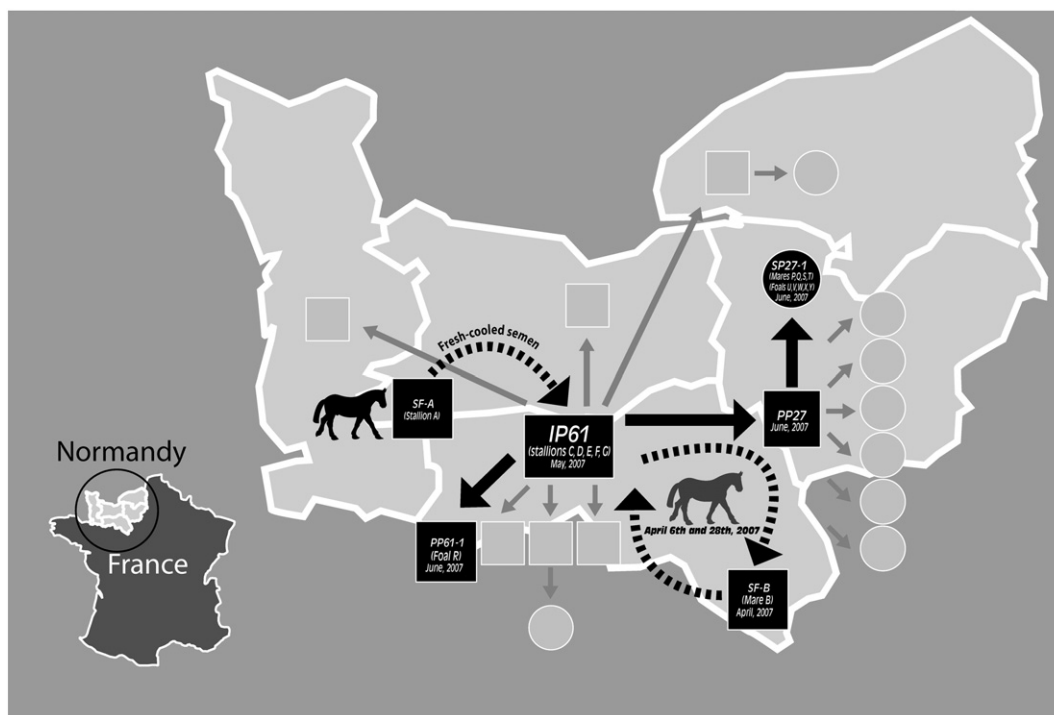 SP27-1
(Mares P,Q,S,T)
(Foals U,V,W,X,Y)
June, 2007
Fresh-cooled semen
SF-A
(Stallion A)
IP61
(stallions C, D, E, F, G)
May, 2007
PP27
June, 2007
Normandy
France
April 6th and 28th, 2007
PP61-1
(Foal R)
June, 2007
SF-B
(Mare B)
April, 2007